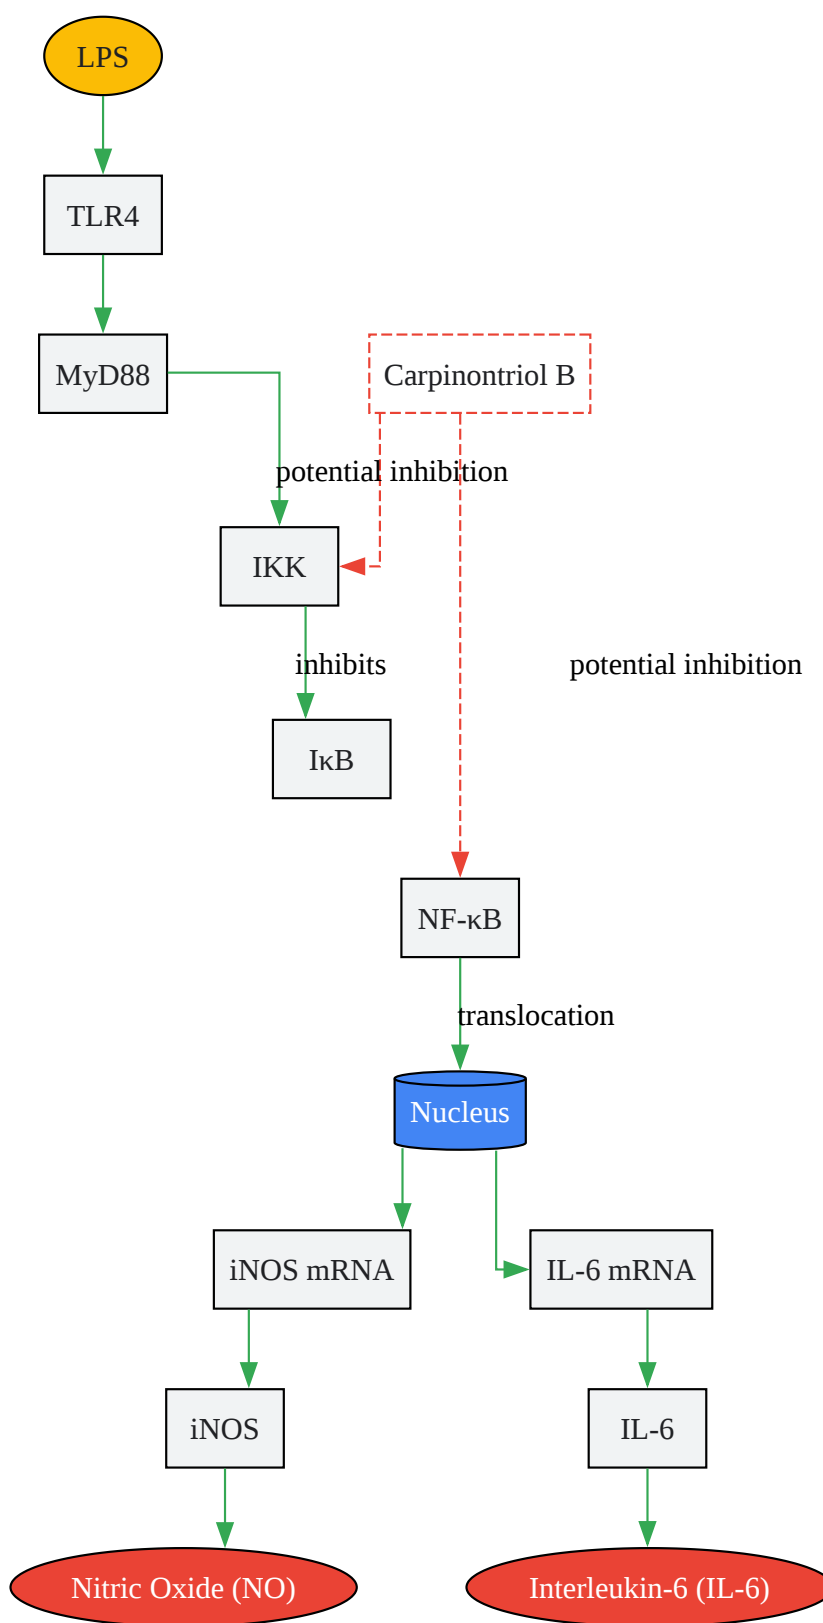 LPS
TLR4
MyD88
Carpinontriol B
potential inhibition
IKK
inhibits
potential inhibition
IκB
NF-κB
translocation
Nucleus
iNOS mRNA
IL-6 mRNA
iNOS
IL-6
Nitric Oxide (NO)
Interleukin-6 (IL-6)